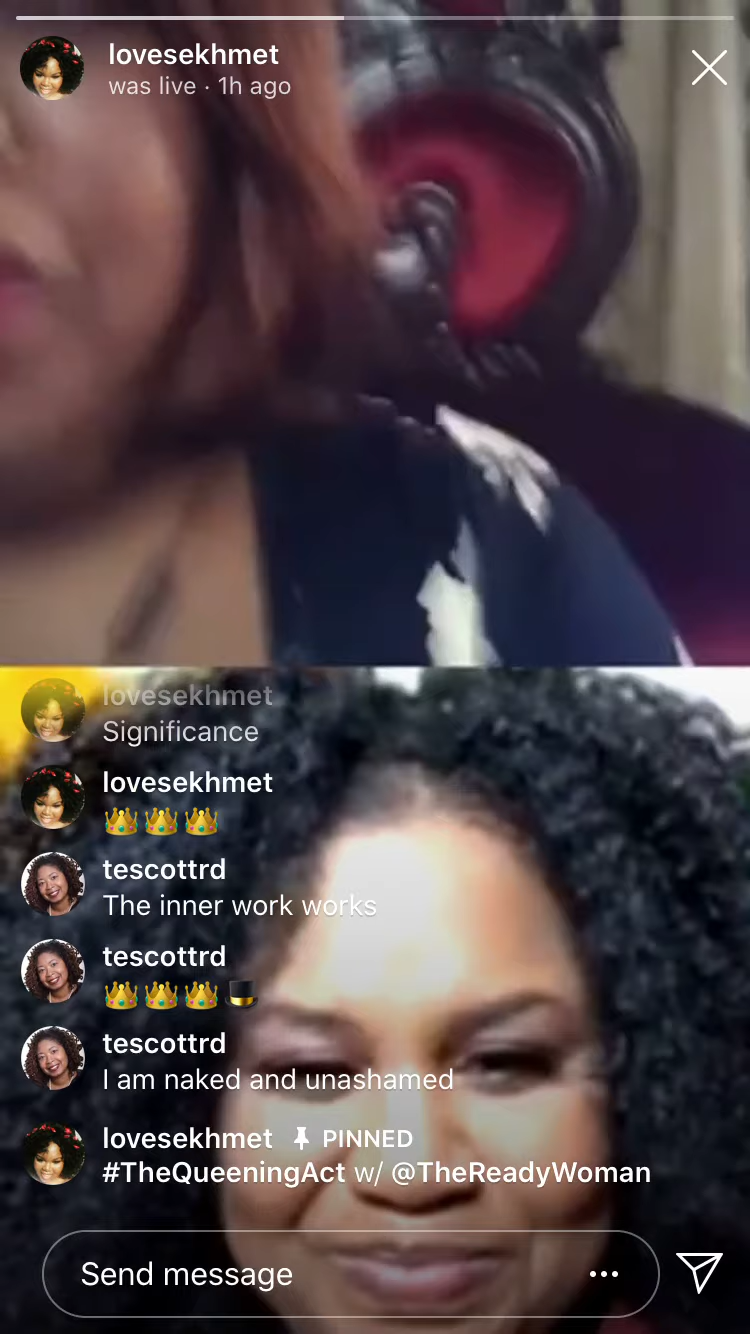 lovesekhmet
was live · 1h ago
lovesekhmet
Significance
lovesekhmet
👑👑👑
tescottrd
The inner work works
tescottrd
👑👑👑🎩
tescottrd
I am naked and unashamed
lovesekhmet 📌 PINNED
#TheQueeningAct w/ @TheReadyWoman
Send message